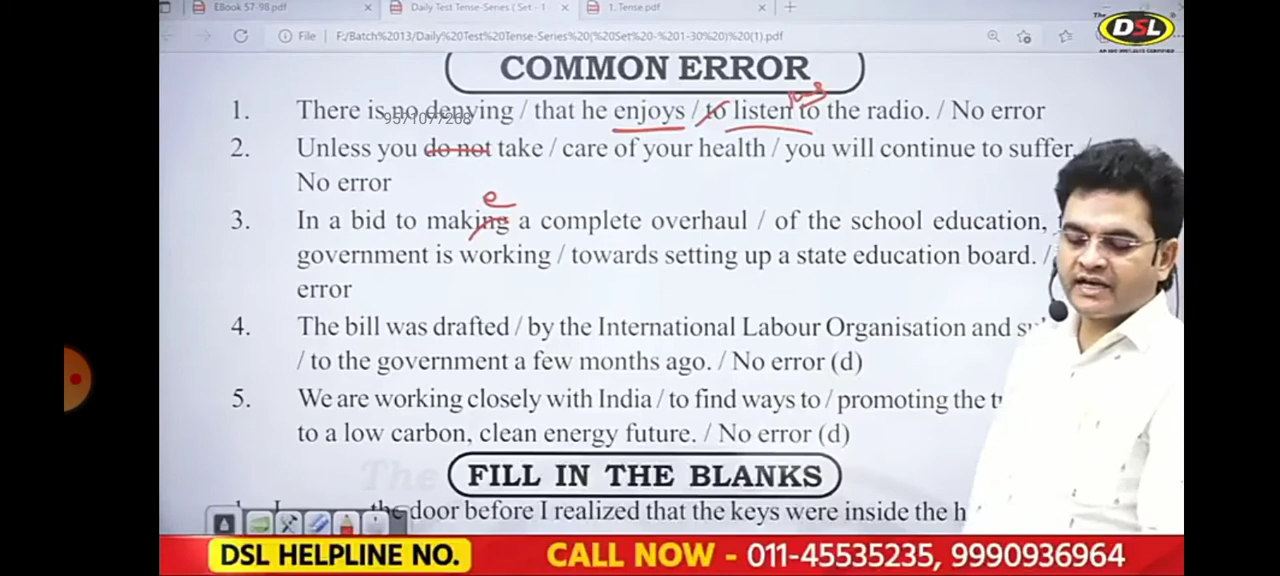 EBook 57-98.pdf
Daily Test Tense-Series ( Set - 1
1. Tense.pdf
File F:/Batch%2013/Daily%20Test%20Tense-Series%20(%20Set%20-%201-30%20)%20(1).pdf
The
DSL
COMMON ERROR
1. There is no denying / that he enjoys / to listen to the radio. / No error
ing
9571077268
2. Unless you do not take / care of your health / you will continue to suffer. /
No error
e
3. In a bid to making a complete overhaul / of the school education,
government is working / towards setting up a state education board. /
error
4. The bill was drafted / by the International Labour Organisation and
/ to the government a few months ago. / No error (d)
5. We are working closely with India / to find ways to / promoting the
to a low carbon, clean energy future. / No error (d)
The
FILL IN THE BLANKS
the door before I realized that the keys were inside the
DSL HELPLINE NO. CALL NOW - 011-45535235, 9990936964